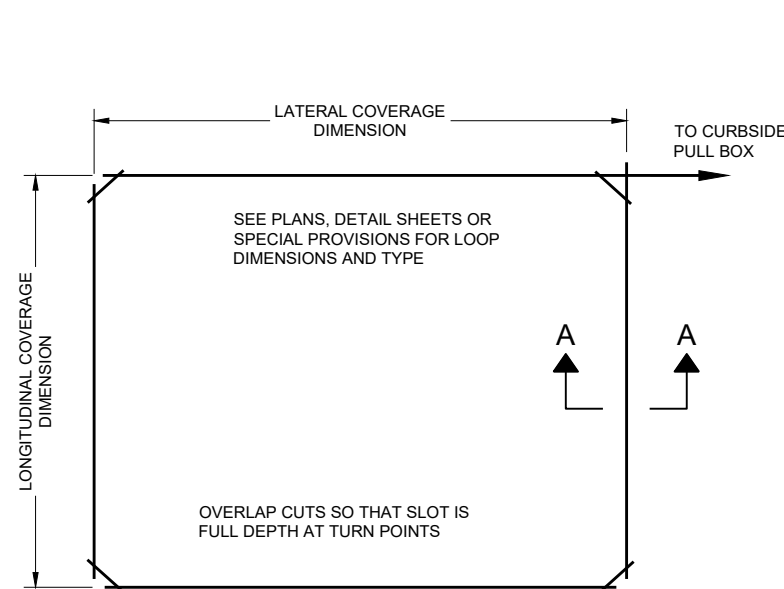 LATERAL COVERAGE
DIMENSION
TO CURBSIDE
PULL BOX
SEE PLANS, DETAIL SHEETS OR
SPECIAL PROVISIONS FOR LOOP
DIMENSIONS AND TYPE
LONGITUDINAL COVERAGE
DIMENSION
A
A
OVERLAP CUTS SO THAT SLOT IS
FULL DEPTH AT TURN POINTS